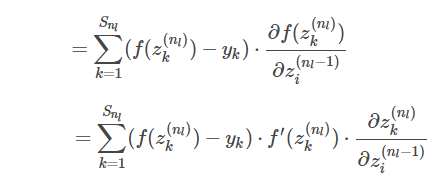 $= \sum_{k=1}^{S_{n_l}} (f(z_k^{(n_l)}) - y_k) \cdot \frac{\partial f(z_k^{(n_l)})}{\partial z_i^{(n_l-1)}}$
$= \sum_{k=1}^{S_{n_l}} (f(z_k^{(n_l)}) - y_k) \cdot f'(z_k^{(n_l)}) \cdot \frac{\partial z_k^{(n_l)}}{\partial z_i^{(n_l-1)}}$